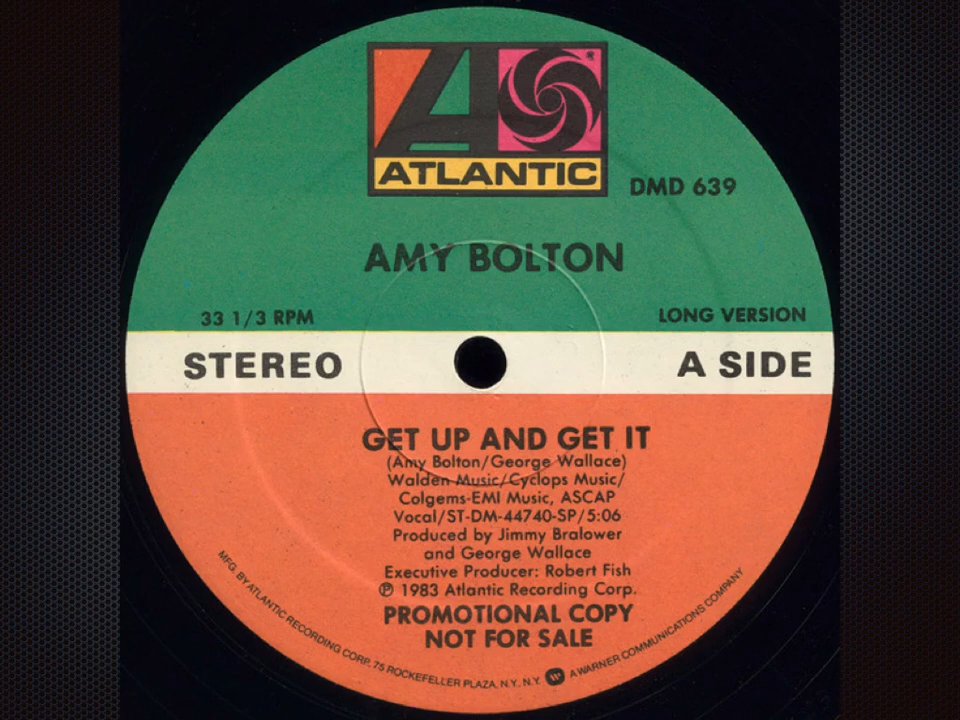 ATLANTIC
DMD 639
AMY BOLTON
33 1/3 RPM
LONG VERSION
STEREO
A SIDE
GET UP AND GET IT
(Amy Bolton/George Wallace)
Walden Music/Cyclops Music/
Colgems-EMI Music, ASCAP
Vocal/ST-DM-44740-SP/5:06
Produced by Jimmy Bralower
and George Wallace
Executive Producer: Robert Fish
℗ 1983 Atlantic Recording Corp.
PROMOTIONAL COPY
NOT FOR SALE
MFG. BY ATLANTIC RECORDING CORP. 75 ROCKEFELLER PLAZA, N.Y., N.Y. A WARNER COMMUNICATIONS COMPANY